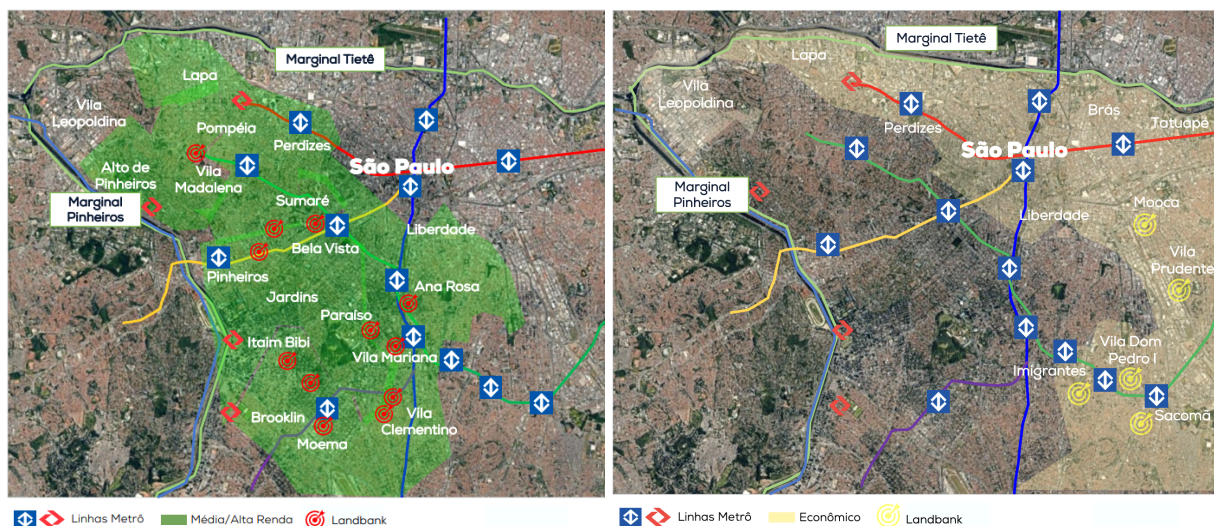 Marginal Tietê
Lapa
Vila
Leopoldina
Pompéia
Perdizes
São Paulo
Alto de
Pinheiros
Vila
Madalena
Marginal
Pinheiros
Sumaré
Bela Vista
Liberdade
Pinheiros
Jardins
Ana Rosa
Paraíso
Itaim Bibi
Vila Mariana
Brooklin
Moema
Vila
Clementino
Linhas Metrô
Média/Alta Renda
Landbank
Marginal Tietê
Lapa
Vila
Leopoldina
Perdizes
Brás
Tatuapé
São Paulo
Marginal
Pinheiros
Liberdade
Mooca
Vila
Prudente
Vila Dom
Pedro I
Imigrantes
Sacomã
Linhas Metrô
Econômico
Landbank